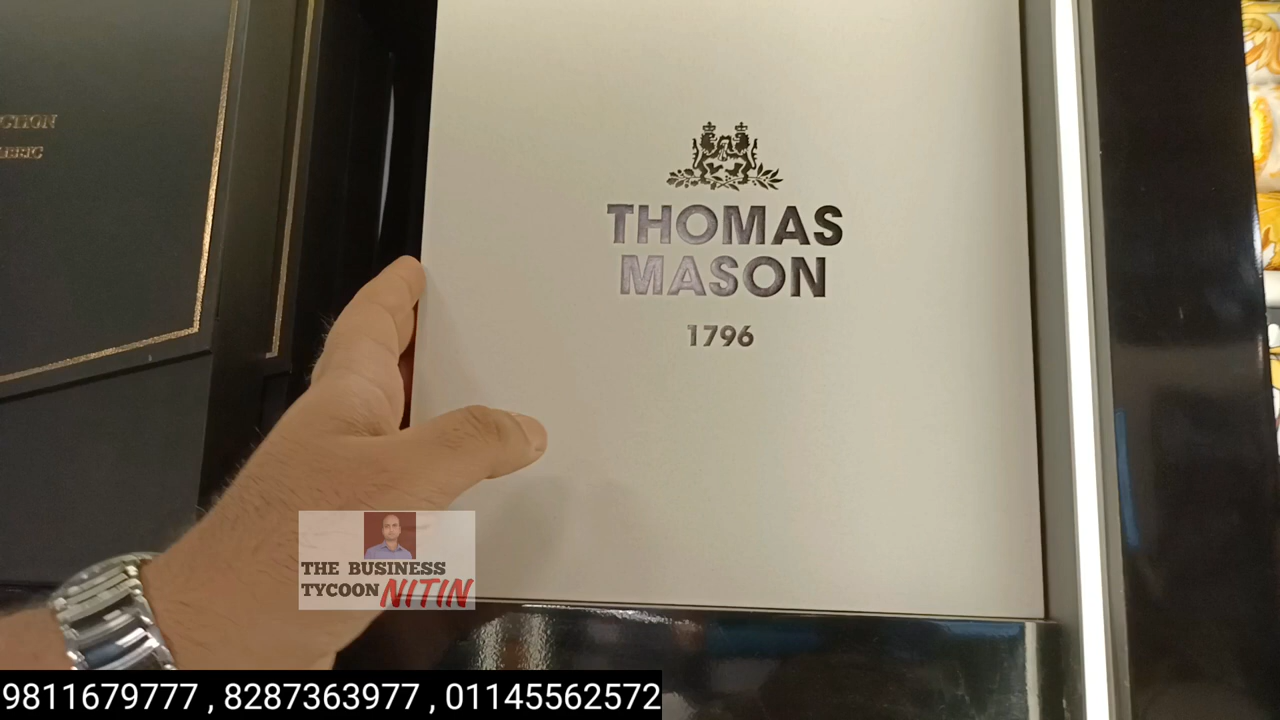 THOMAS
MASON
1796
THE BUSINESS
TYCOON NITIN
9811679777 , 8287363977 , 01145562572